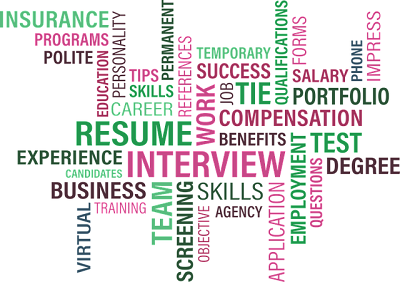 INSURANCE
PROGRAMS
POLITE
EDUCATION
PERSONALITY
TIPS
SKILLS
CAREER
PERMANENT
REFERENCES
TEMPORARY
SUCCESS
WORK
JOB
TIE
QUALIFICATIONS
FORMS
SALARY
PHONE
IMPRESS
PORTFOLIO
COMPENSATION
RESUME
BENEFITS
TEST
EXPERIENCE
INTERVIEW
EMPLOYMENT
QUESTIONS
DEGREE
CANDIDATES
BUSINESS
VIRTUAL
TRAINING
TEAM
SCREENING
SKILLS
OBJECTIVE
AGENCY
APPLICATION